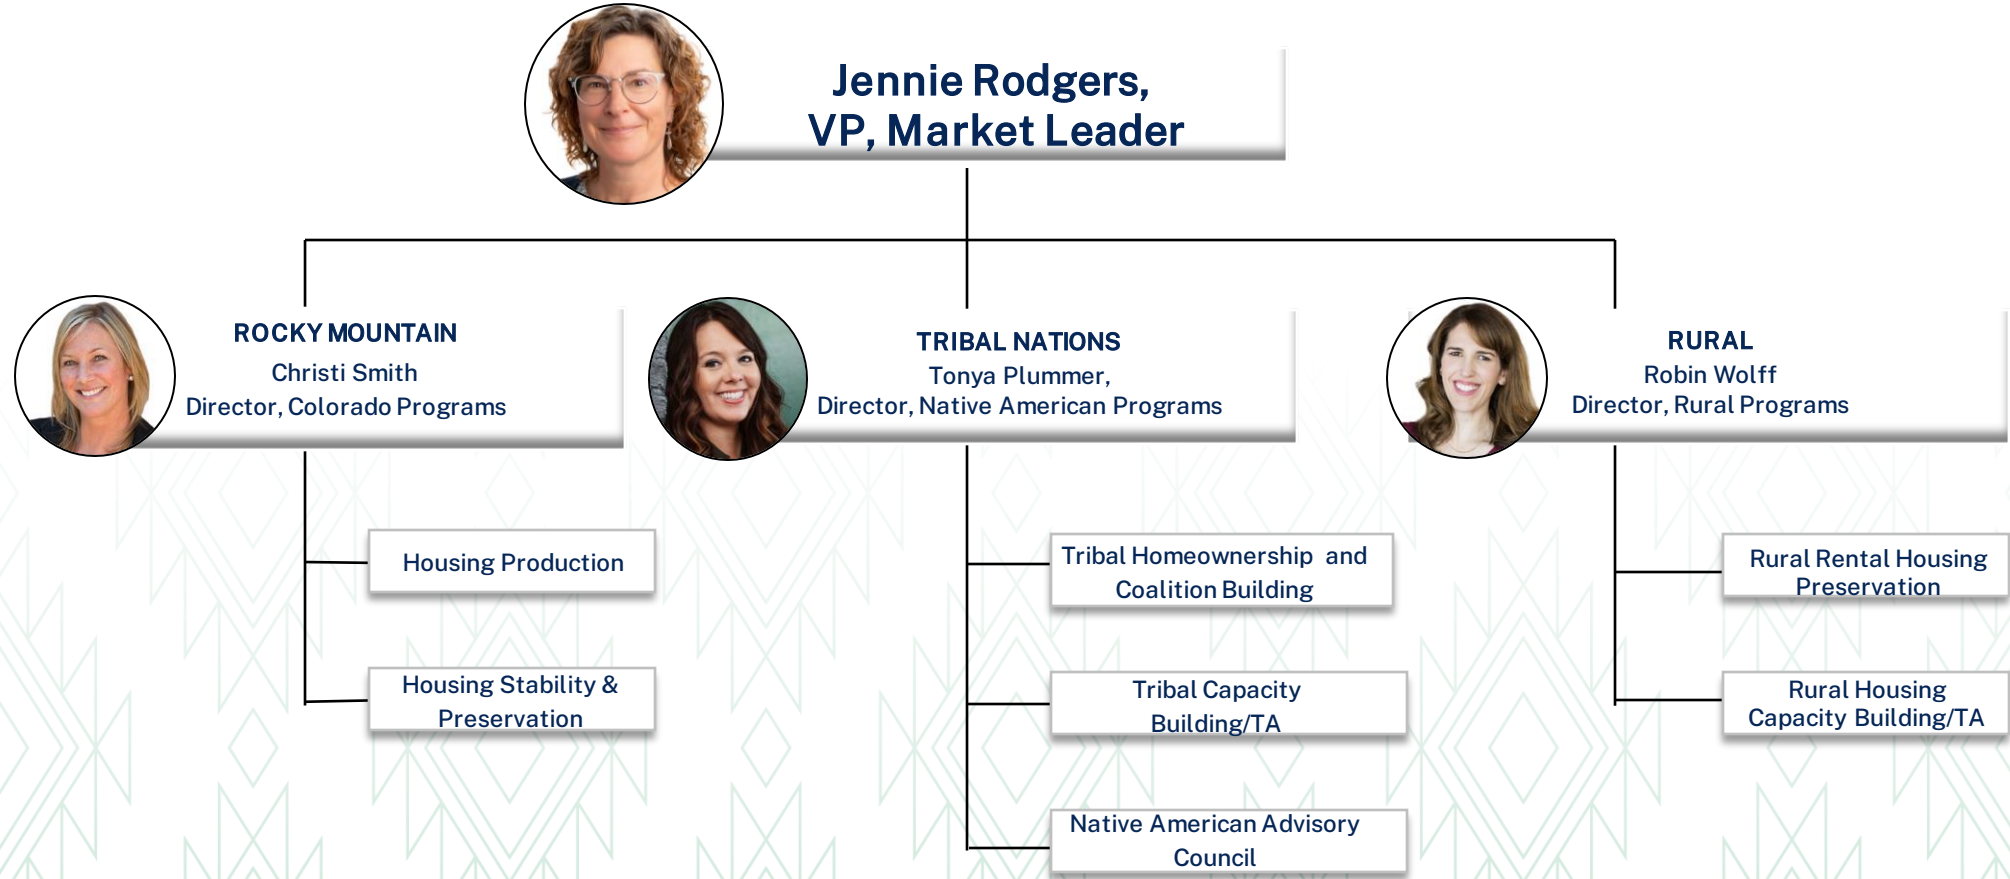 Jennie Rodgers,
VP, Market Leader
ROCKY MOUNTAIN
Christi Smith
Director, Colorado Programs
TRIBAL NATIONS
Tonya Plummer,
Director, Native American Programs
RURAL
Robin Wolff
Director, Rural Programs
Housing Production
Housing Stability &
Preservation
Tribal Homeownership and
Coalition Building
Tribal Capacity
Building/TA
Native American Advisory
Council
Rural Rental Housing
Preservation
Rural Housing
Capacity Building/TA